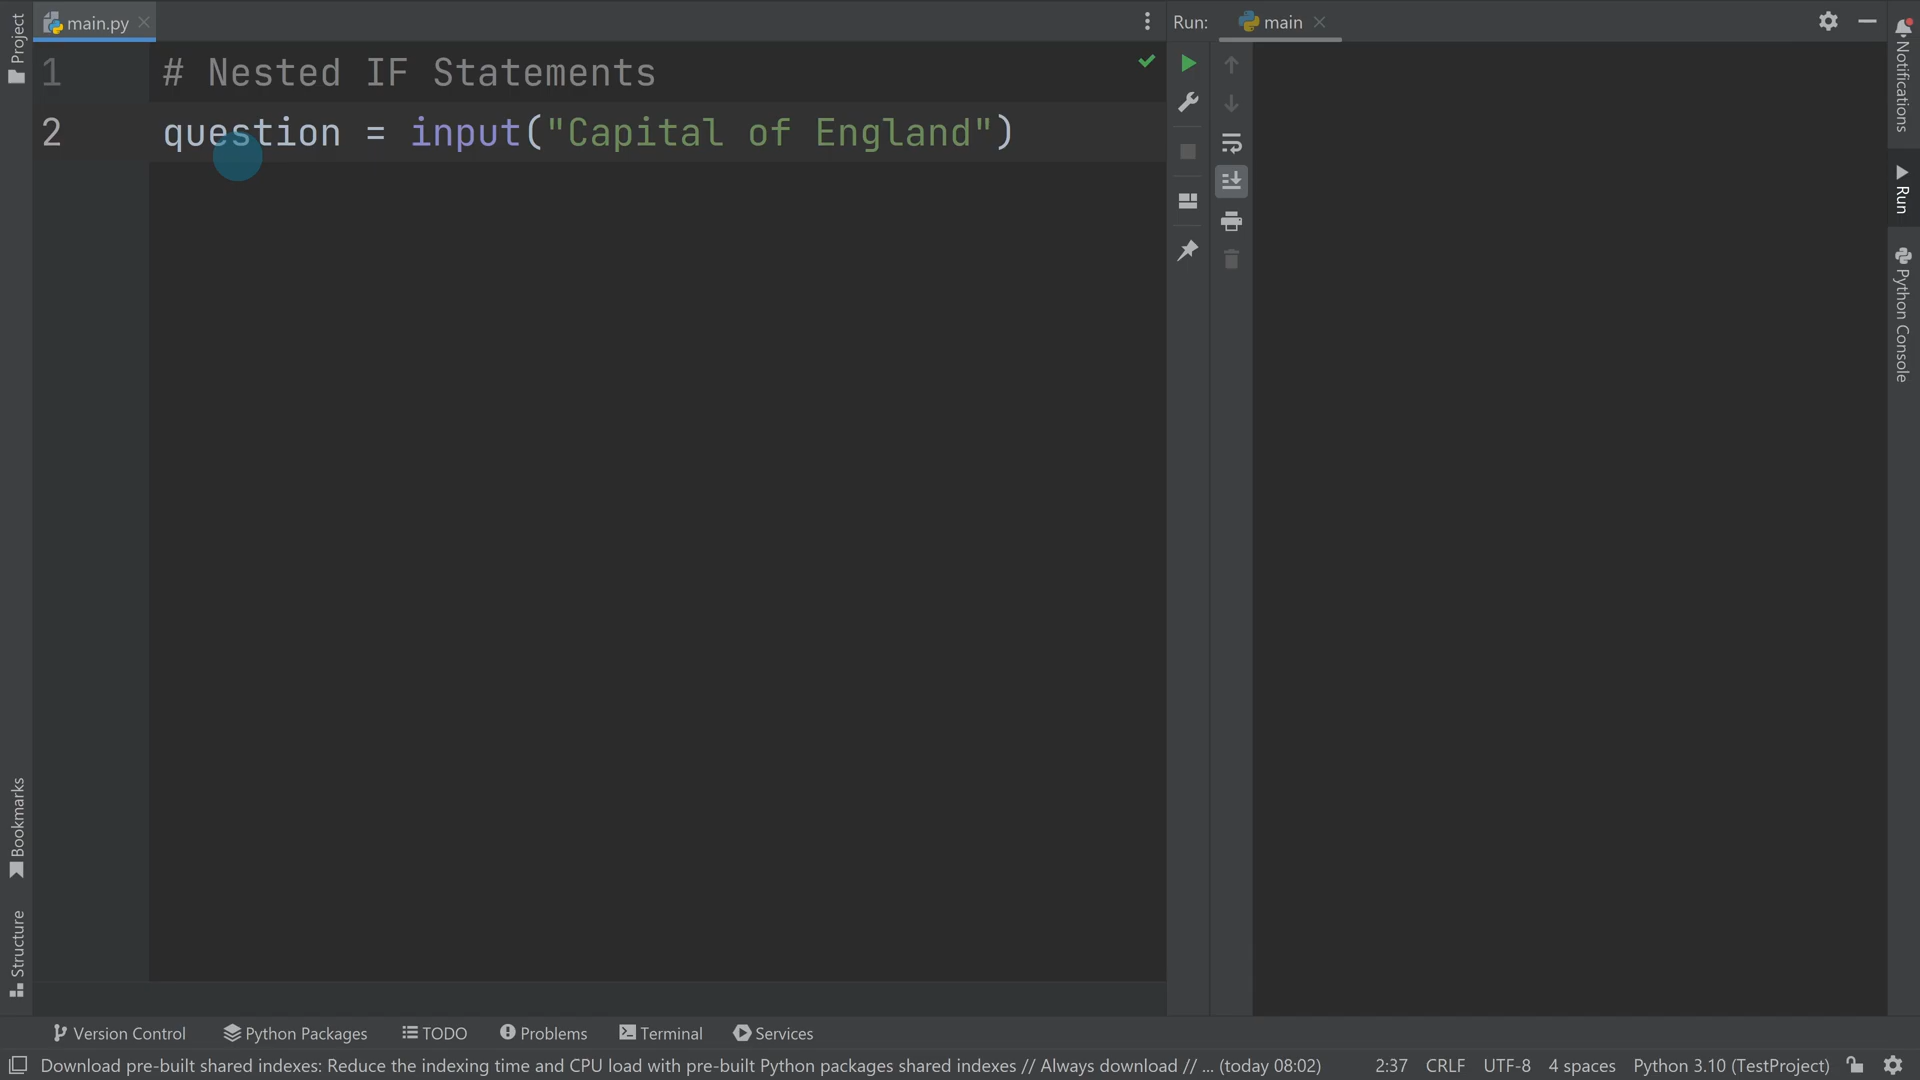 Project
main.py
Run:
main
1
# Nested IF Statements
2
question = input("Capital of England")
Notifications
Run
Python Console
Bookmarks
Structure
Version Control
Python Packages
TODO
Problems
Terminal
Services
Download pre-built shared indexes: Reduce the indexing time and CPU load with pre-built Python packages shared indexes // Always download // ... (today 08:02)
2:37
CRLF
UTF-8
4 spaces
Python 3.10 (TestProject)